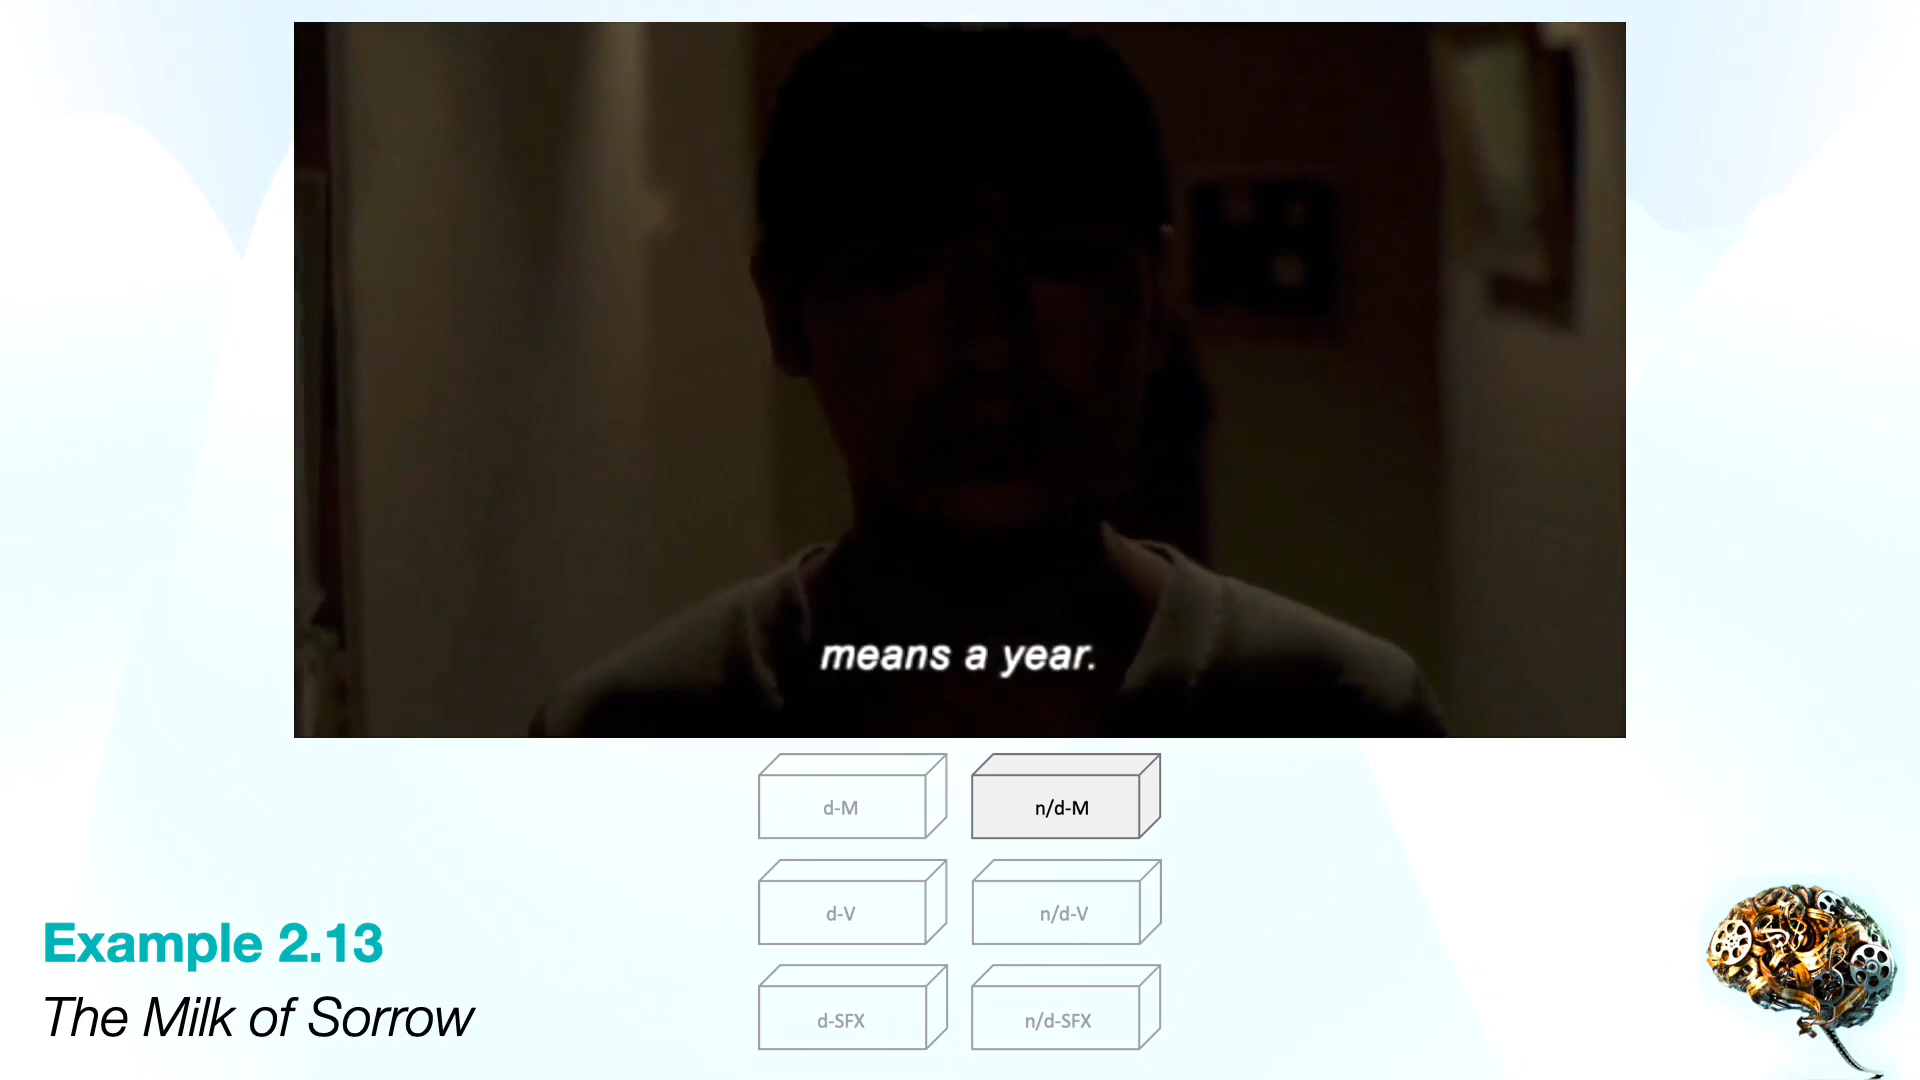 means a year.
d-M
n/d-M
d-V
n/d-V
d-SFX
n/d-SFX
Example 2.13
The Milk of Sorrow